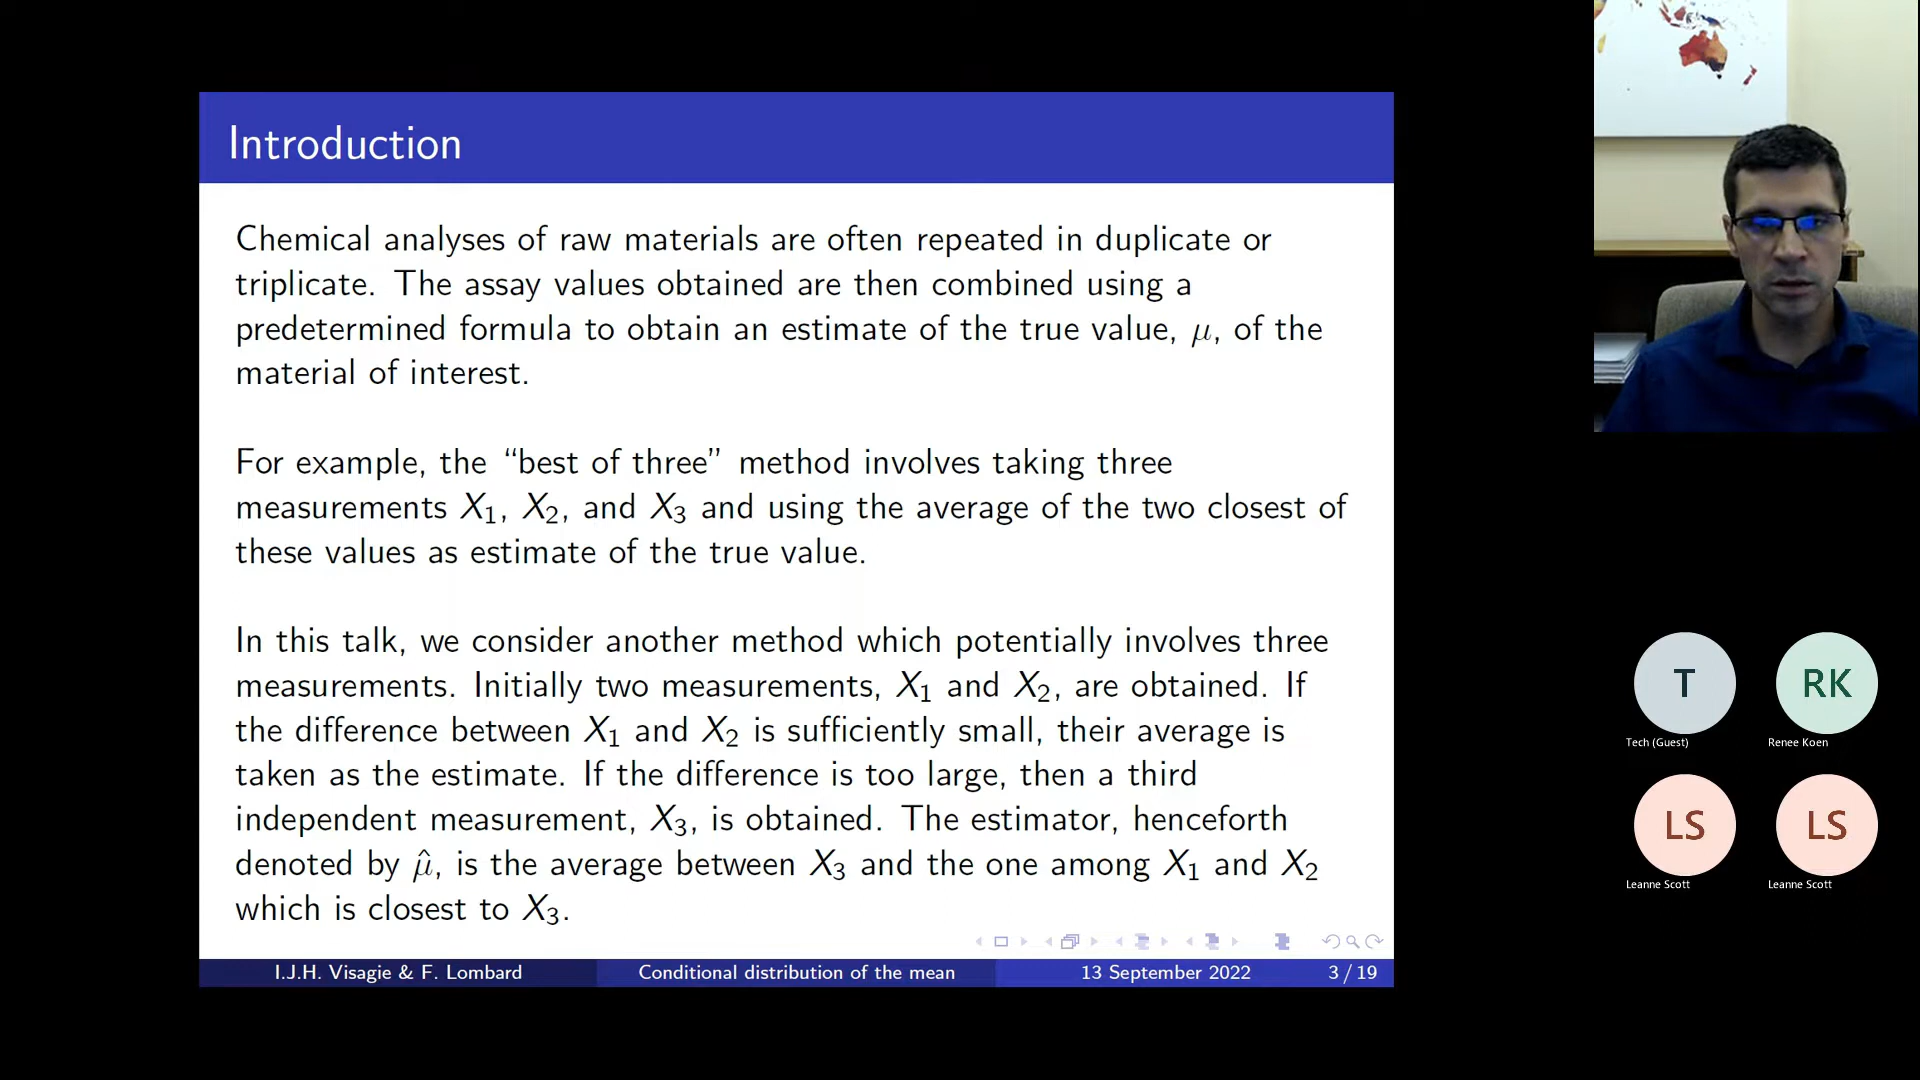 Introduction
Chemical analyses of raw materials are often repeated in duplicate or
triplicate. The assay values obtained are then combined using a
predetermined formula to obtain an estimate of the true value, μ, of the
material of interest.
For example, the “best of three” method involves taking three
measurements X₁, X₂, and X₃ and using the average of the two closest of
these values as estimate of the true value.
In this talk, we consider another method which potentially involves three
measurements. Initially two measurements, X₁ and X₂, are obtained. If
the difference between X₁ and X₂ is sufficiently small, their average is
taken as the estimate. If the difference is too large, then a third
independent measurement, X₃, is obtained. The estimator, henceforth
denoted by μ̂, is the average between X₃ and the one among X₁ and X₂
which is closest to X₃.
I.J.H. Visagie & F. Lombard Conditional distribution of the mean 13 September 2022 3 / 19
T RK
Tech (Guest) Renee Koen
LS LS
Leanne Scott Leanne Scott